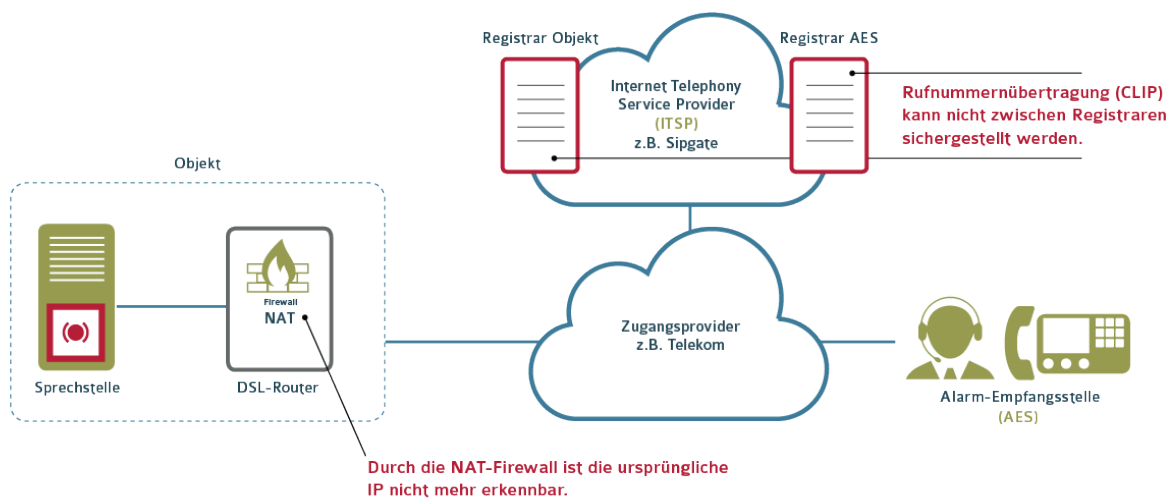 Registrar Objekt
Registrar AES
Internet Telephony
Service Provider
(ITSP)
z.B. Sipgate
Rufnummernübertragung (CLIP)
kann nicht zwischen Registraren
sichergestellt werden.
Objekt
Firewall
NAT
Sprechstelle
DSL-Router
Zugangsprovider
z.B. Telekom
Alarm-Empfangsstelle
(AES)
Durch die NAT-Firewall ist die ursprüngliche
IP nicht mehr erkennbar.